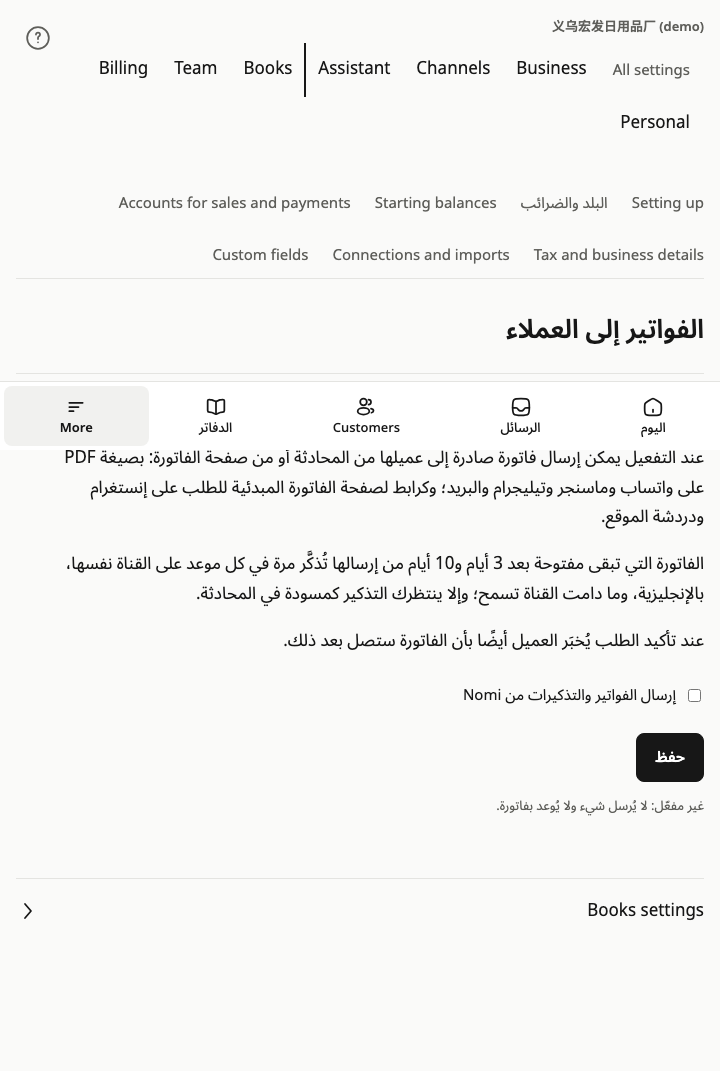 义乌宏发日用品厂 (demo)
All settings Business Channels Assistant Books Team Billing
Personal
Setting up البلد والضرائب Starting balances Accounts for sales and payments
Tax and business details Connections and imports Custom fields
الفواتير إلى العملاء
اليوم الرسائل Customers الدفاتر More
عند التفعيل يمكن إرسال فاتورة صادرة إلى عميلها من المحادثة أو من صفحة الفاتورة: بصيغة PDF
على واتساب وماسنجر وتيليجرام والبريد؛ وكرابط لصفحة الفاتورة المبدئية للطلب على إنستغرام
ودردشة الموقع.
الفاتورة التي تبقى مفتوحة بعد 3 أيام و10 أيام من إرسالها تُذكَّر مرة في كل موعد على القناة نفسها،
بالإنجليزية، وما دامت القناة تسمح؛ وإلا ينتظرك التذكير كمسودة في المحادثة.
عند تأكيد الطلب يُخبَر العميل أيضًا بأن الفاتورة ستصل بعد ذلك.
إرسال الفواتير والتذكيرات من Nomi
حفظ
غير مفعّل: لا يُرسل شيء ولا يُوعد بفاتورة.
Books settings